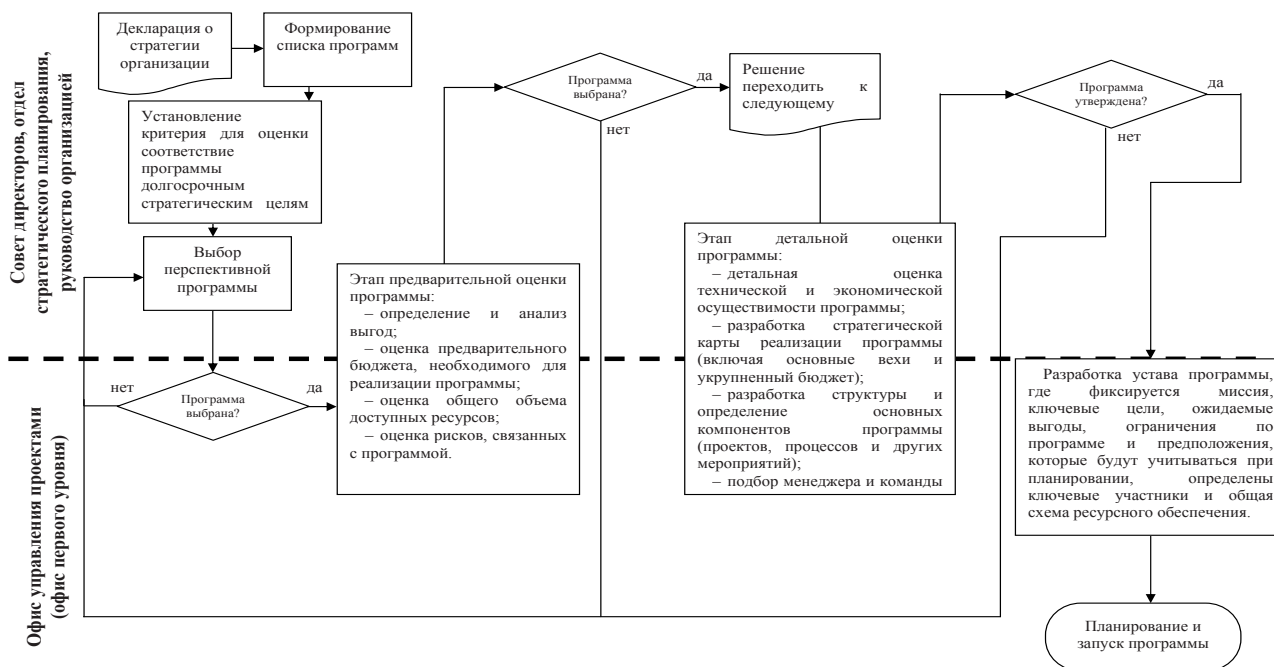 Совет директоров, отдел
стратегического планирования,
руководство организацией
Декларация о
стратегии
организации
Формирование
списка программ
Установление
критерия для оценки
соответствие
программы
долгосрочным
стратегическим целям
Выбор
перспективной
программы
Офис управления проектами
(офис первого уровня)
нет
Программа
выбрана?
да
Этап предварительной оценки
программы:
– определение и анализ
выгод;
– оценка предварительного
бюджета, необходимого для
реализации программы;
– оценка общего объема
доступных ресурсов;
– оценка рисков, связанных
с программой.
Программа
выбрана?
да
нет
Решение
переходить к
следующему
Этап детальной оценки
программы:
– детальная оценка
технической и экономической
осуществимости программы;
– разработка стратегической
карты реализации программы
(включая основные вехи и
укрупненный бюджет);
– разработка структуры и
определение основных
компонентов программы
(проектов, процессов и других
мероприятий);
– подбор менеджера и команды
Программа
утверждена?
да
нет
Разработка устава программы,
где фиксируется миссия,
ключевые цели, ожидаемые
выгоды, ограничения по
программе и предположения,
которые будут учитываться при
планировании, определены
ключевые участники и общая
схема ресурсного обеспечения.
Планирование и
запуск программы